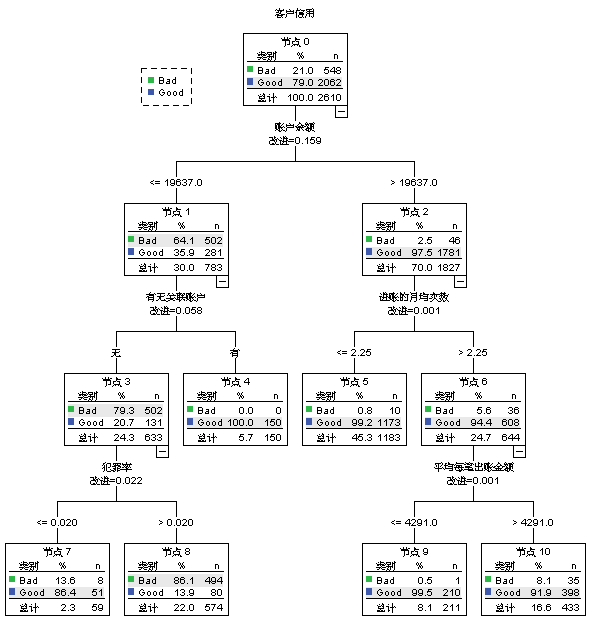 客户信用
Bad
Good
节点 0
类别 % n
Bad 21.0 548
Good 79.0 2062
总计 100.0 2610
账户余额
改进=0.159
<= 19637.0
> 19637.0
节点 1
类别 % n
Bad 64.1 502
Good 35.9 281
总计 30.0 783
节点 2
类别 % n
Bad 2.5 46
Good 97.5 1781
总计 70.0 1827
有无关联账户
改进=0.058
进账的月均次数
改进=0.001
无
有
<= 2.25
> 2.25
节点 3
类别 % n
Bad 79.3 502
Good 20.7 131
总计 24.3 633
节点 4
类别 % n
Bad 0.0 0
Good 100.0 150
总计 5.7 150
节点 5
类别 % n
Bad 0.8 10
Good 99.2 1173
总计 45.3 1183
节点 6
类别 % n
Bad 5.6 36
Good 94.4 608
总计 24.7 644
犯罪率
改进=0.022
平均每笔出账金额
改进=0.001
<= 0.020
> 0.020
<= 4291.0
> 4291.0
节点 7
类别 % n
Bad 13.6 8
Good 86.4 51
总计 2.3 59
节点 8
类别 % n
Bad 86.1 494
Good 13.9 80
总计 22.0 574
节点 9
类别 % n
Bad 0.5 1
Good 99.5 210
总计 8.1 211
节点 10
类别 % n
Bad 8.1 35
Good 91.9 398
总计 16.6 433